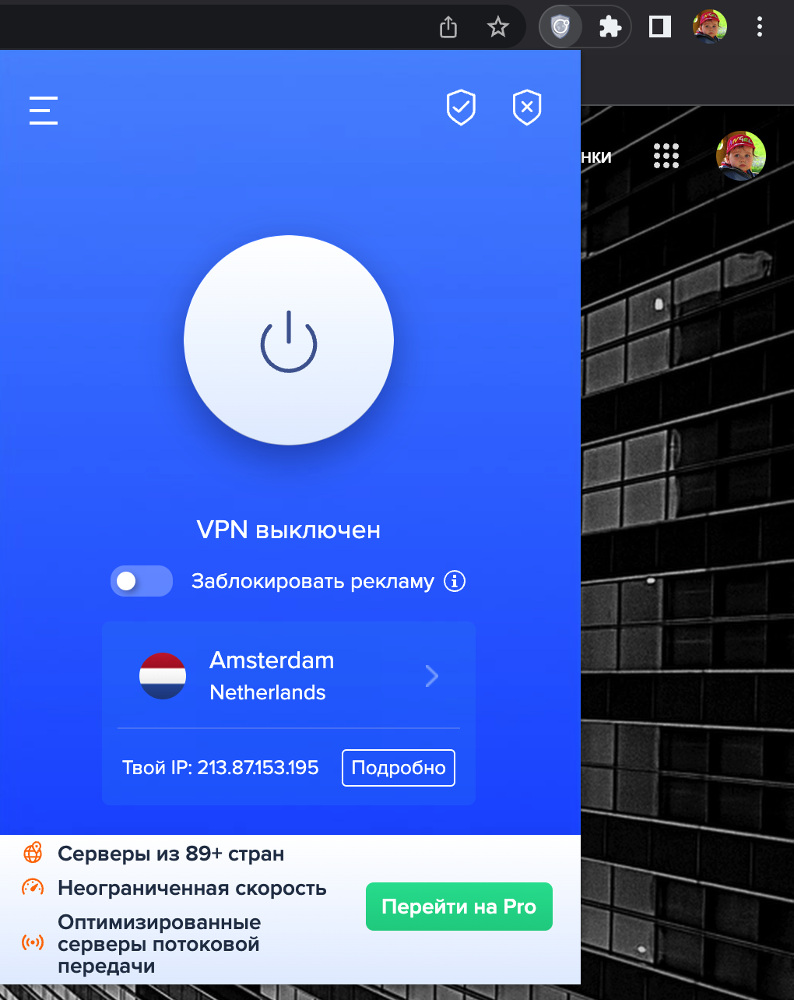 нки
VPN выключен
Заблокировать рекламу
Amsterdam
Netherlands
Твой IP: 213.87.153.195
Подробно
Серверы из 89+ стран
Неограниченная скорость
Оптимизированные
серверы потоковой
передачи
Перейти на Pro